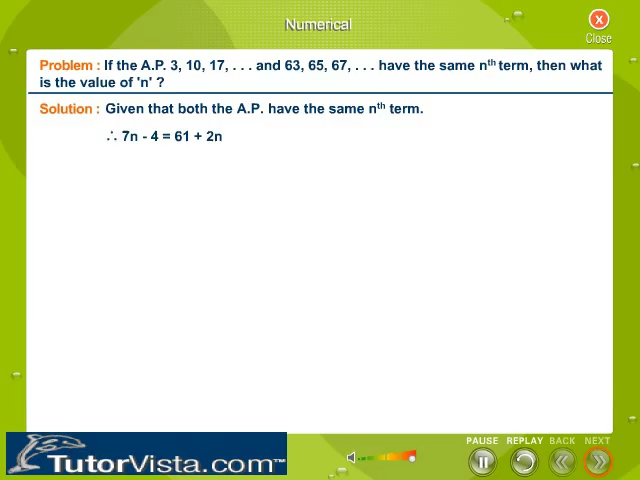 Numerical
Close
Problem : If the A.P. 3, 10, 17, . . . and 63, 65, 67, . . . have the same nth term, then what
is the value of 'n' ?
Solution : Given that both the A.P. have the same nth term.
∴ 7n - 4 = 61 + 2n
PAUSE REPLAY BACK NEXT
TutorVista.com™